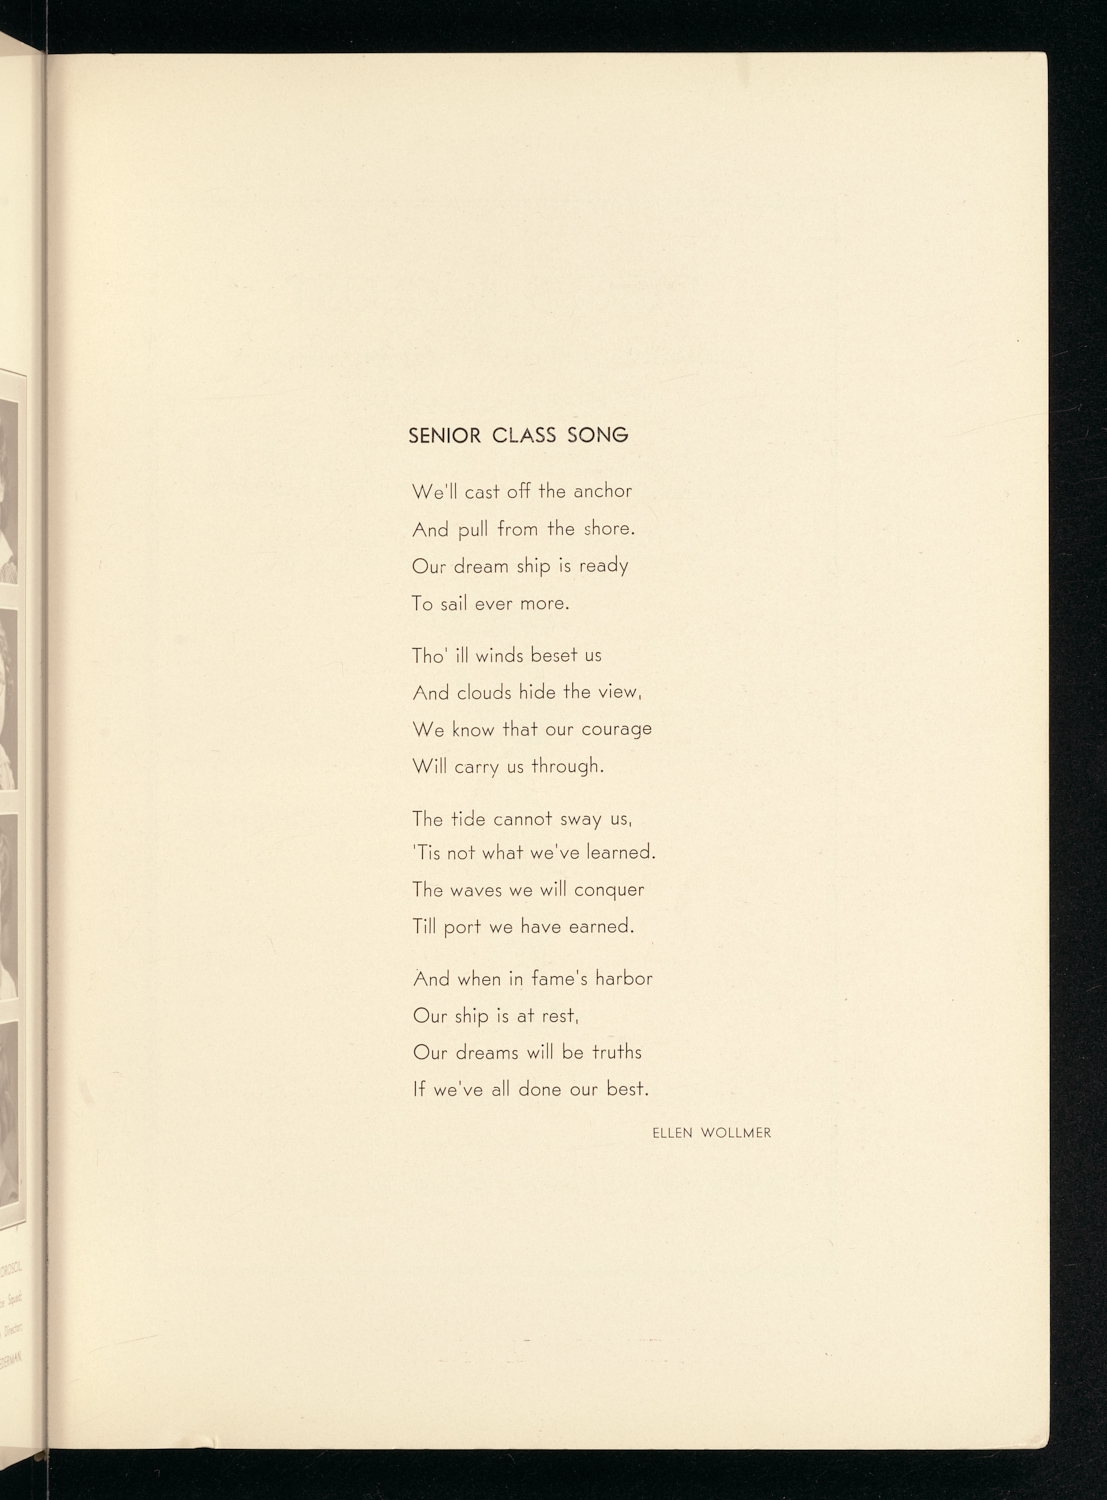 SENIOR CLASS SONG
We'll cast off the anchor
And pull from the shore.
Our dream ship is ready
To sail ever more.
Tho' ill winds beset us
And clouds hide the view,
We know that our courage
Will carry us through.
The tide cannot sway us,
'Tis not what we've learned.
The waves we will conquer
Till port we have earned.
And when in fame's harbor
Our ship is at rest,
Our dreams will be truths
If we've all done our best.
ELLEN WOLLMER